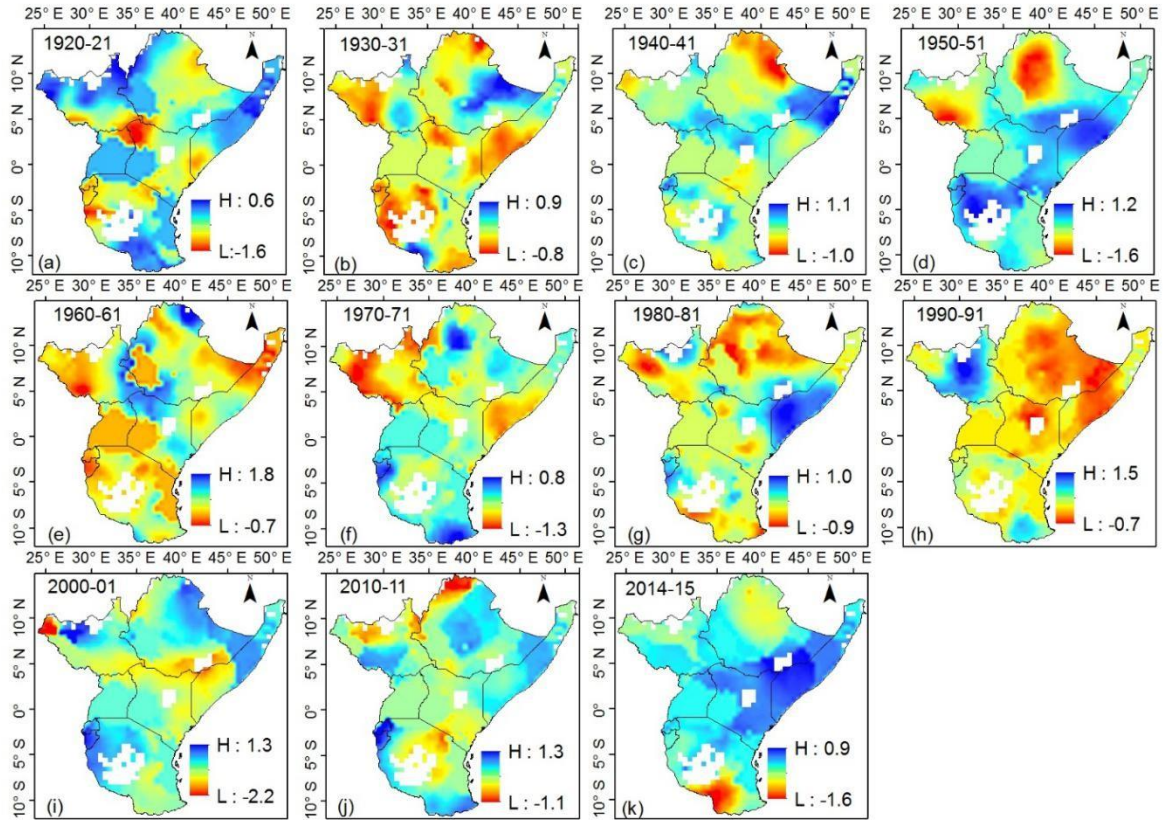 25° E 30° 35° 40° 45° 50° E 25° E 30° 35° 40° 45° 50° E 25° E 30° 35° 40° 45° 50° E 25° E 30° 35° 40° 45° 50° E
1920-21 N 1930-31 N 1940-41 N 1950-51 N
10° N 10° N 10° N 10° N
5° N 5° N 5° N 5° N
0° 0° 0° 0°
5° S H : 0.6 5° S H : 0.9 5° S H : 1.1 5° S H : 1.2
10° S (a) L:-1.6 10° S (b) L : -0.8 10° S (c) L : -1.0 10° S (d) L : -1.6
25° E 30° 35° 40° 45° 50° E 25° E 30° 35° 40° 45° 50° E 25° E 30° 35° 40° 45° 50° E 25° E 30° 35° 40° 45° 50° E
1960-61 N 1970-71 N 1980-81 N 1990-91 N
10° N 10° N 10° N 10° N
5° N 5° N 5° N 5° N
0° 0° 0° 0°
5° S H : 1.8 5° S H : 0.8 5° S H : 1.0 5° S H : 1.5
10° S (e) L : -0.7 10° S (f) L : -1.3 10° S (g) L : -0.9 10° S (h) L : -0.7
25° E 30° 35° 40° 45° 50° E 25° E 30° 35° 40° 45° 50° E 25° E 30° 35° 40° 45° 50° E
2000-01 N 2010-11 N 2014-15 N
10° N 10° N 10° N
5° N 5° N 5° N
0° 0° 0°
5° S H : 1.3 5° S H : 1.3 5° S H : 0.9
10° S (i) L : -2.2 10° S (j) L : -1.1 10° S (k) L : -1.6